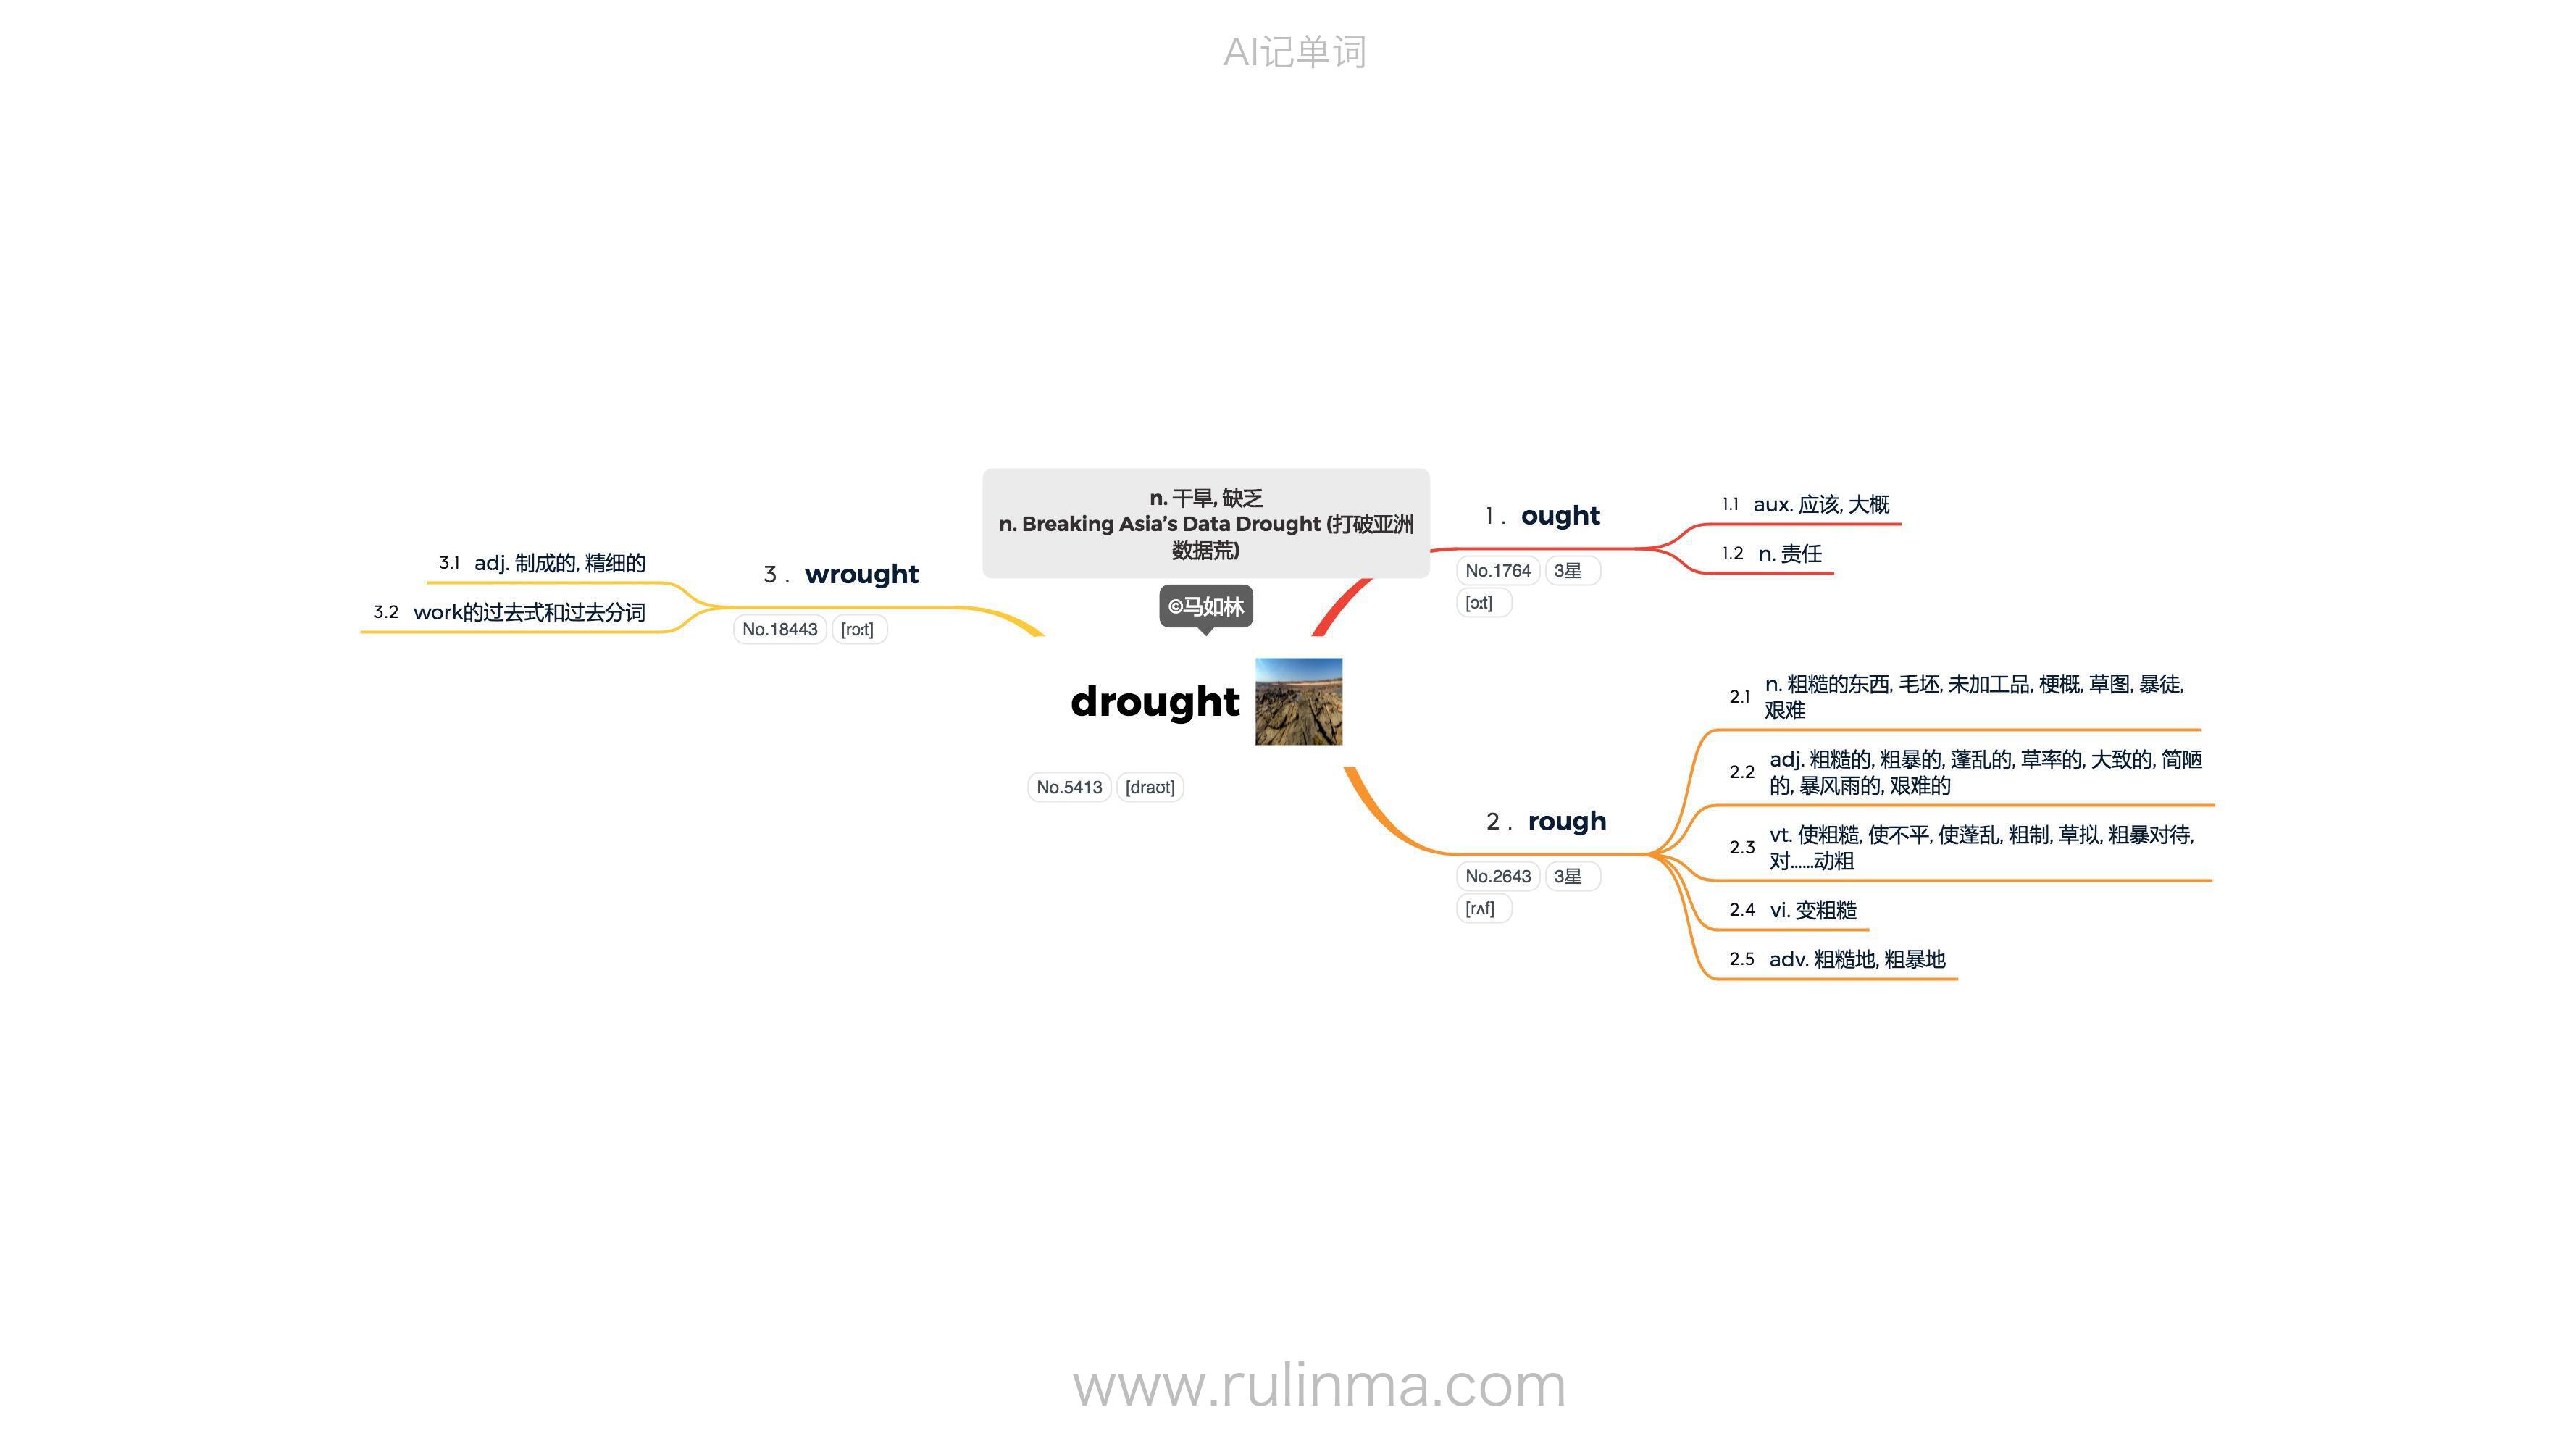 AI记单词
n. 干旱, 缺乏
n. Breaking Asia’s Data Drought (打破亚洲
数据荒)
©马如林
drought
No.5413 [draʊt]
1. ought
No.1764 3星
[ɔːt]
1.1 aux. 应该, 大概
1.2 n. 责任
2. rough
No.2643 3星
[rʌf]
2.1 n. 粗糙的东西, 毛坯, 未加工品, 梗概, 草图, 暴徒,
艰难
2.2 adj. 粗糙的, 粗暴的, 蓬乱的, 草率的, 大致的, 简陋
的, 暴风雨的, 艰难的
2.3 vt. 使粗糙, 使不平, 使蓬乱, 粗制, 草拟, 粗暴对待,
对……动粗
2.4 vi. 变粗糙
2.5 adv. 粗糙地, 粗暴地
3. wrought
No.18443 [rɔːt]
3.1 adj. 制成的, 精细的
3.2 work的过去式和过去分词
www.rulinma.com